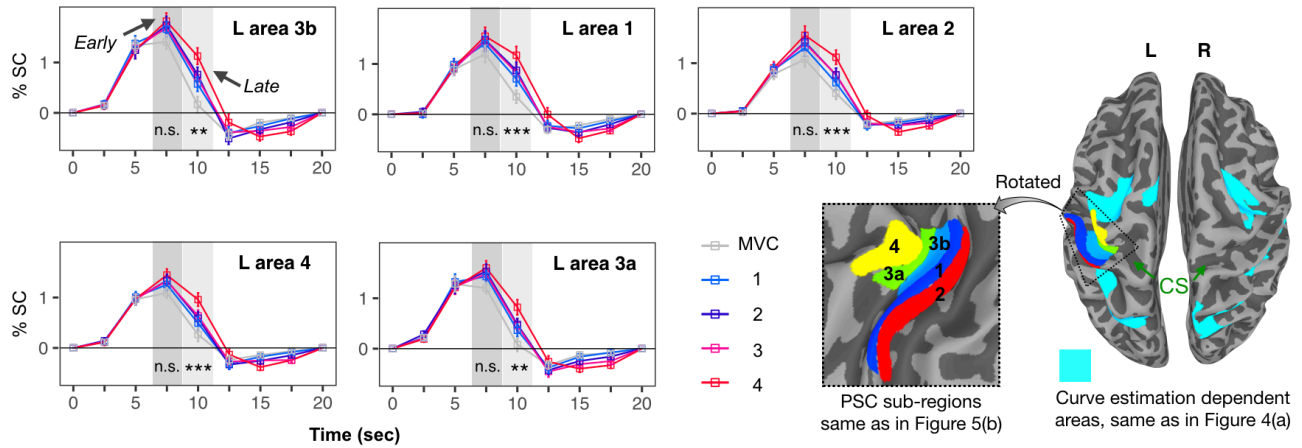 L area 3b
L area 1
L area 2
Early
Late
% SC
1
0
n.s. **
0 5 10 15 20
1
0
n.s. ***
0 5 10 15 20
1
0
n.s. ***
0 5 10 15 20
L area 4
L area 3a
% SC
1
0
n.s. ***
0 5 10 15 20
1
0
n.s. **
0 5 10 15 20
Time (sec)
MVC
1
2
3
4
Rotated
4
3b
3a
1
2
PSC sub-regions
same as in Figure 5(b)
L R
CS
Curve estimation dependent
areas, same as in Figure 4(a)